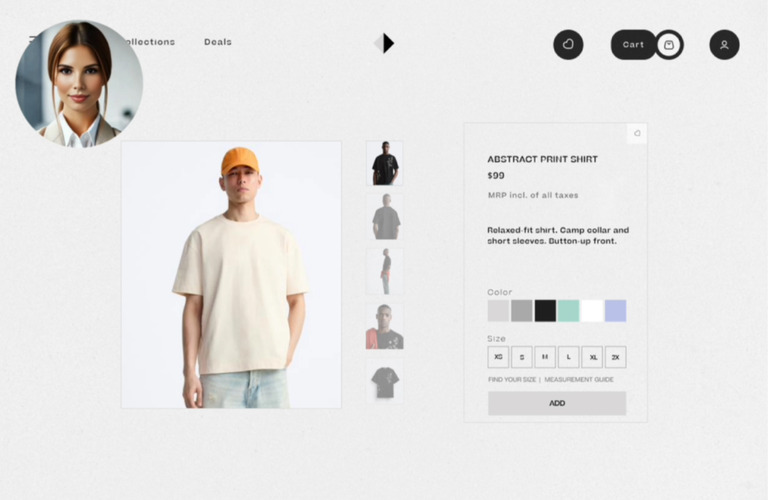 ollections
Deals
Cart
ABSTRACT PRINT SHIRT
$99
MRP incl. of all taxes
Relaxed-fit shirt. Camp collar and
short sleeves. Button-up front.
Color
Size
XS S M L XL 2X
FIND YOUR SIZE | MEASUREMENT GUIDE
ADD